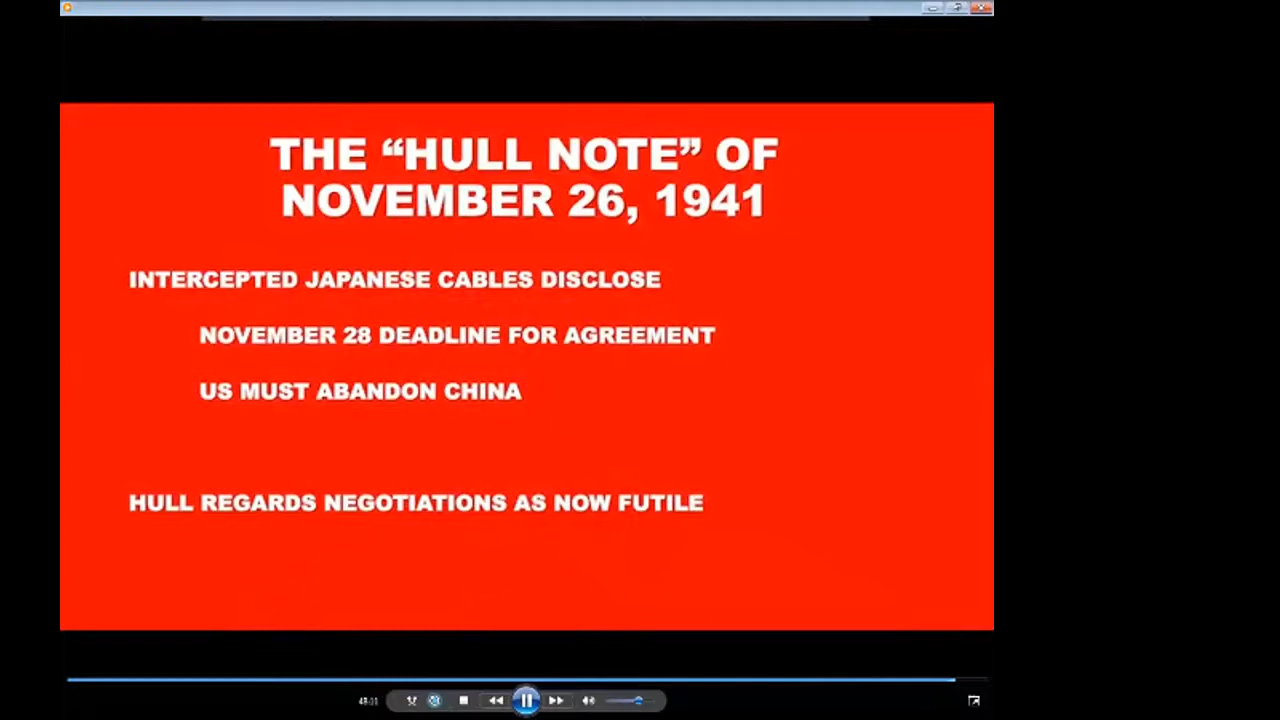 THE “HULL NOTE” OF
NOVEMBER 26, 1941
INTERCEPTED JAPANESE CABLES DISCLOSE
NOVEMBER 28 DEADLINE FOR AGREEMENT
US MUST ABANDON CHINA
HULL REGARDS NEGOTIATIONS AS NOW FUTILE